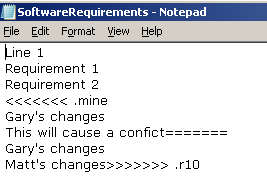 SoftwareRequirements - Notepad
File Edit Format View Help
Line 1
Requirement 1
Requirement 2
<<<<<<< .mine
Gary's changes
This will cause a confict=======
Gary's changes
Matt's changes>>>>>>> .r10